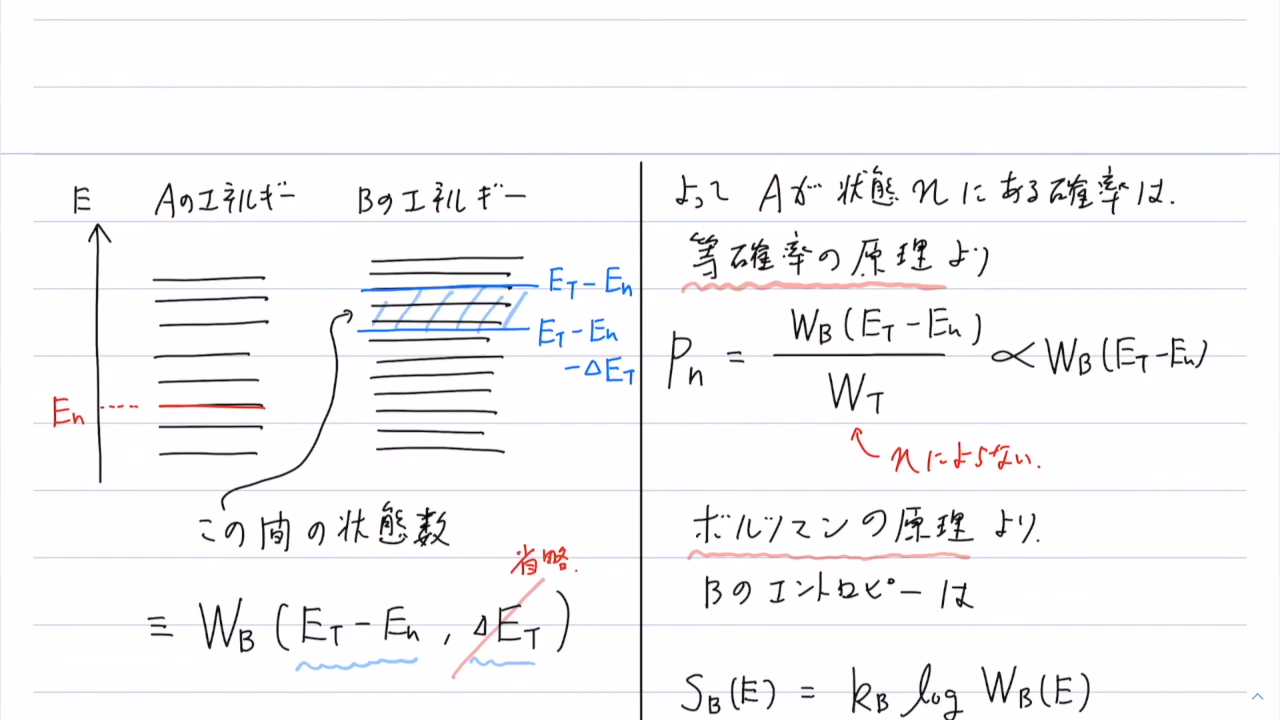 E Aのエネルギー Bのエネルギー
E_T − E_n
E_T − E_n
− ΔE_T
E_n
この間の状態数
省略.
≡ W_B ( E_T − E_n , ΔE_T )
よって Aが 状態 n にある確率は.
等確率の原理より
P_n = W_B(E_T − E_n) / W_T ∝ W_B(E_T − E_n)
nによらない.
ボルツマンの原理より.
Bのエントロピーは
S_B(E) = k_B log W_B(E)